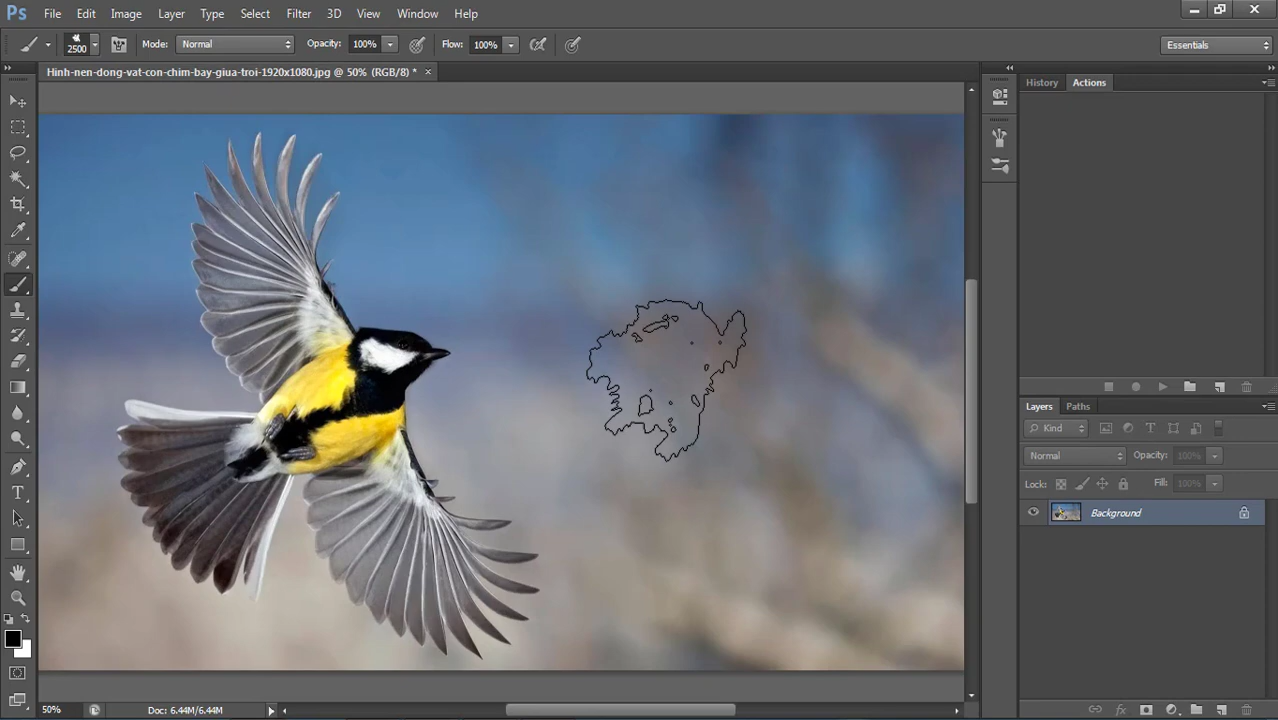 Ps File Edit Image Layer Type Select Filter 3D View Window Help
2500 Mode: Normal Opacity: 100% Flow: 100% Essentials
Hinh-nen-dong-vat-con-chim-bay-giua-troi-1920x1080.jpg @ 50% (RGB/8) * ×
History Actions
Layers Paths
Kind
Normal Opacity: 100%
Lock: Fill: 100%
Background
50% Doc: 6.44M/6.44M